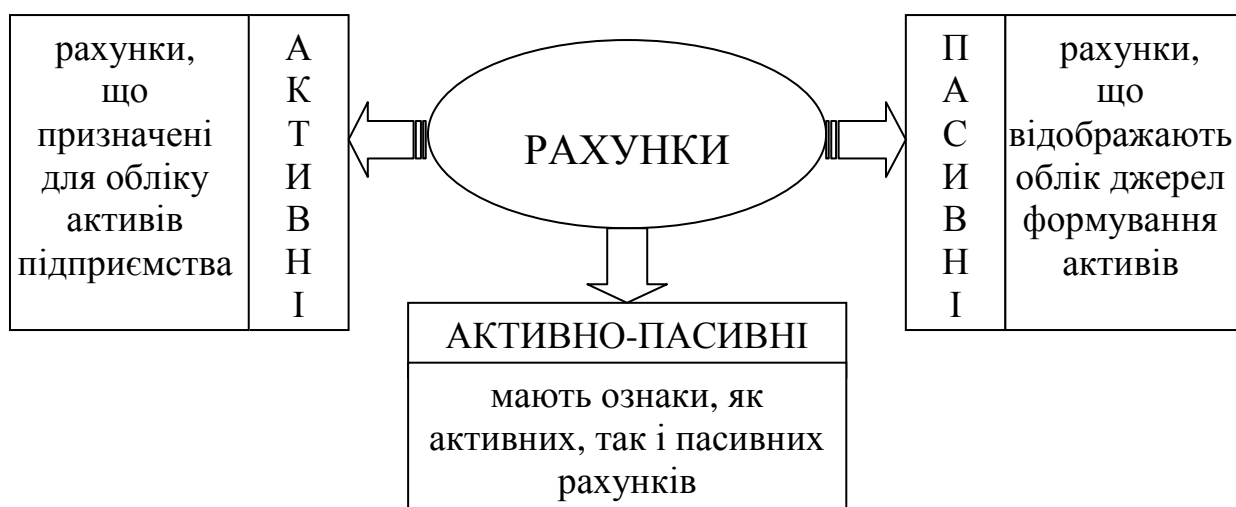 рахунки,
що
призначені
для обліку
активів
підприємства
А
К
Т
И
В
Н
І
РАХУНКИ
П
А
С
И
В
Н
І
рахунки,
що
відображають
облік джерел
формування
активів
АКТИВНО-ПАСИВНІ
мають ознаки, як
активних, так і пасивних
рахунків